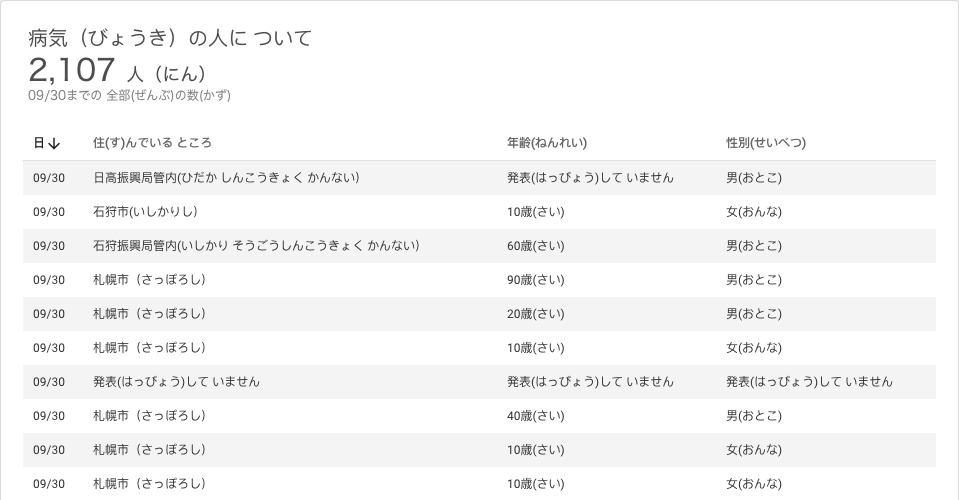 病気（びょうき）の人に ついて
2,107 人（にん）
09/30までの 全部(ぜんぶ)の数(かず)
日↓ 住(す)んでいる ところ 年齢(ねんれい) 性別(せいべつ)
09/30 日高振興局管内(ひだか しんこうきょく かんない） 発表(はっぴょう)して いません 男(おとこ)
09/30 石狩市(いしかりし） 10歳(さい) 女(おんな)
09/30 石狩振興局管内(いしかり そうごうしんこうきょく かんない） 60歳(さい) 男(おとこ)
09/30 札幌市（さっぽろし） 90歳(さい) 男(おとこ)
09/30 札幌市（さっぽろし） 20歳(さい) 男(おとこ)
09/30 札幌市（さっぽろし） 10歳(さい) 女(おんな)
09/30 発表(はっぴょう)して いません 発表(はっぴょう)して いません 発表(はっぴょう)して いません
09/30 札幌市（さっぽろし） 40歳(さい) 男(おとこ)
09/30 札幌市（さっぽろし） 10歳(さい) 女(おんな)
09/30 札幌市（さっぽろし） 10歳(さい) 女(おんな)